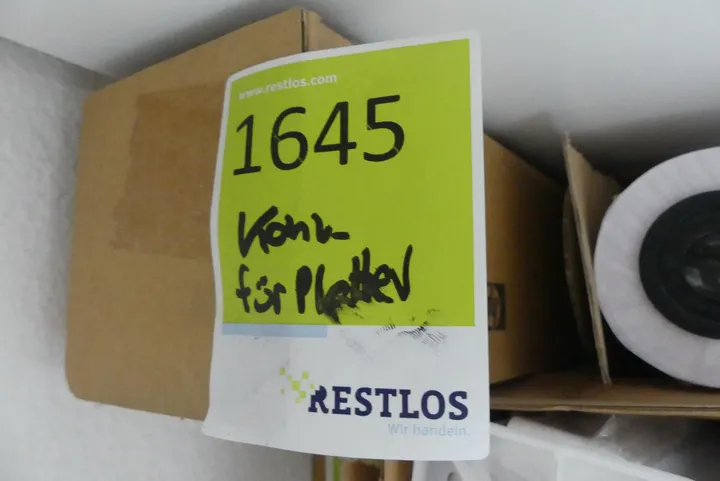 www.restlos.com
1645
für Plotter
RESTLOS
Wir handeln.